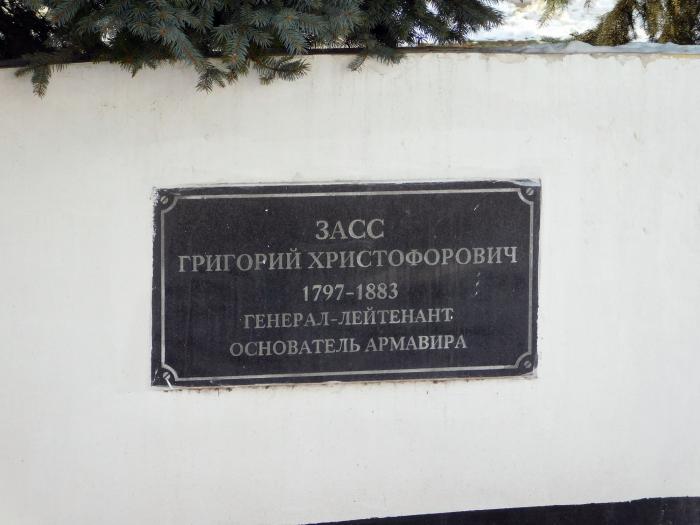 ЗАСС
ГРИГОРИЙ ХРИСТОФОРОВИЧ
1797-1883
ГЕНЕРАЛ-ЛЕЙТЕНАНТ
ОСНОВАТЕЛЬ АРМАВИРА